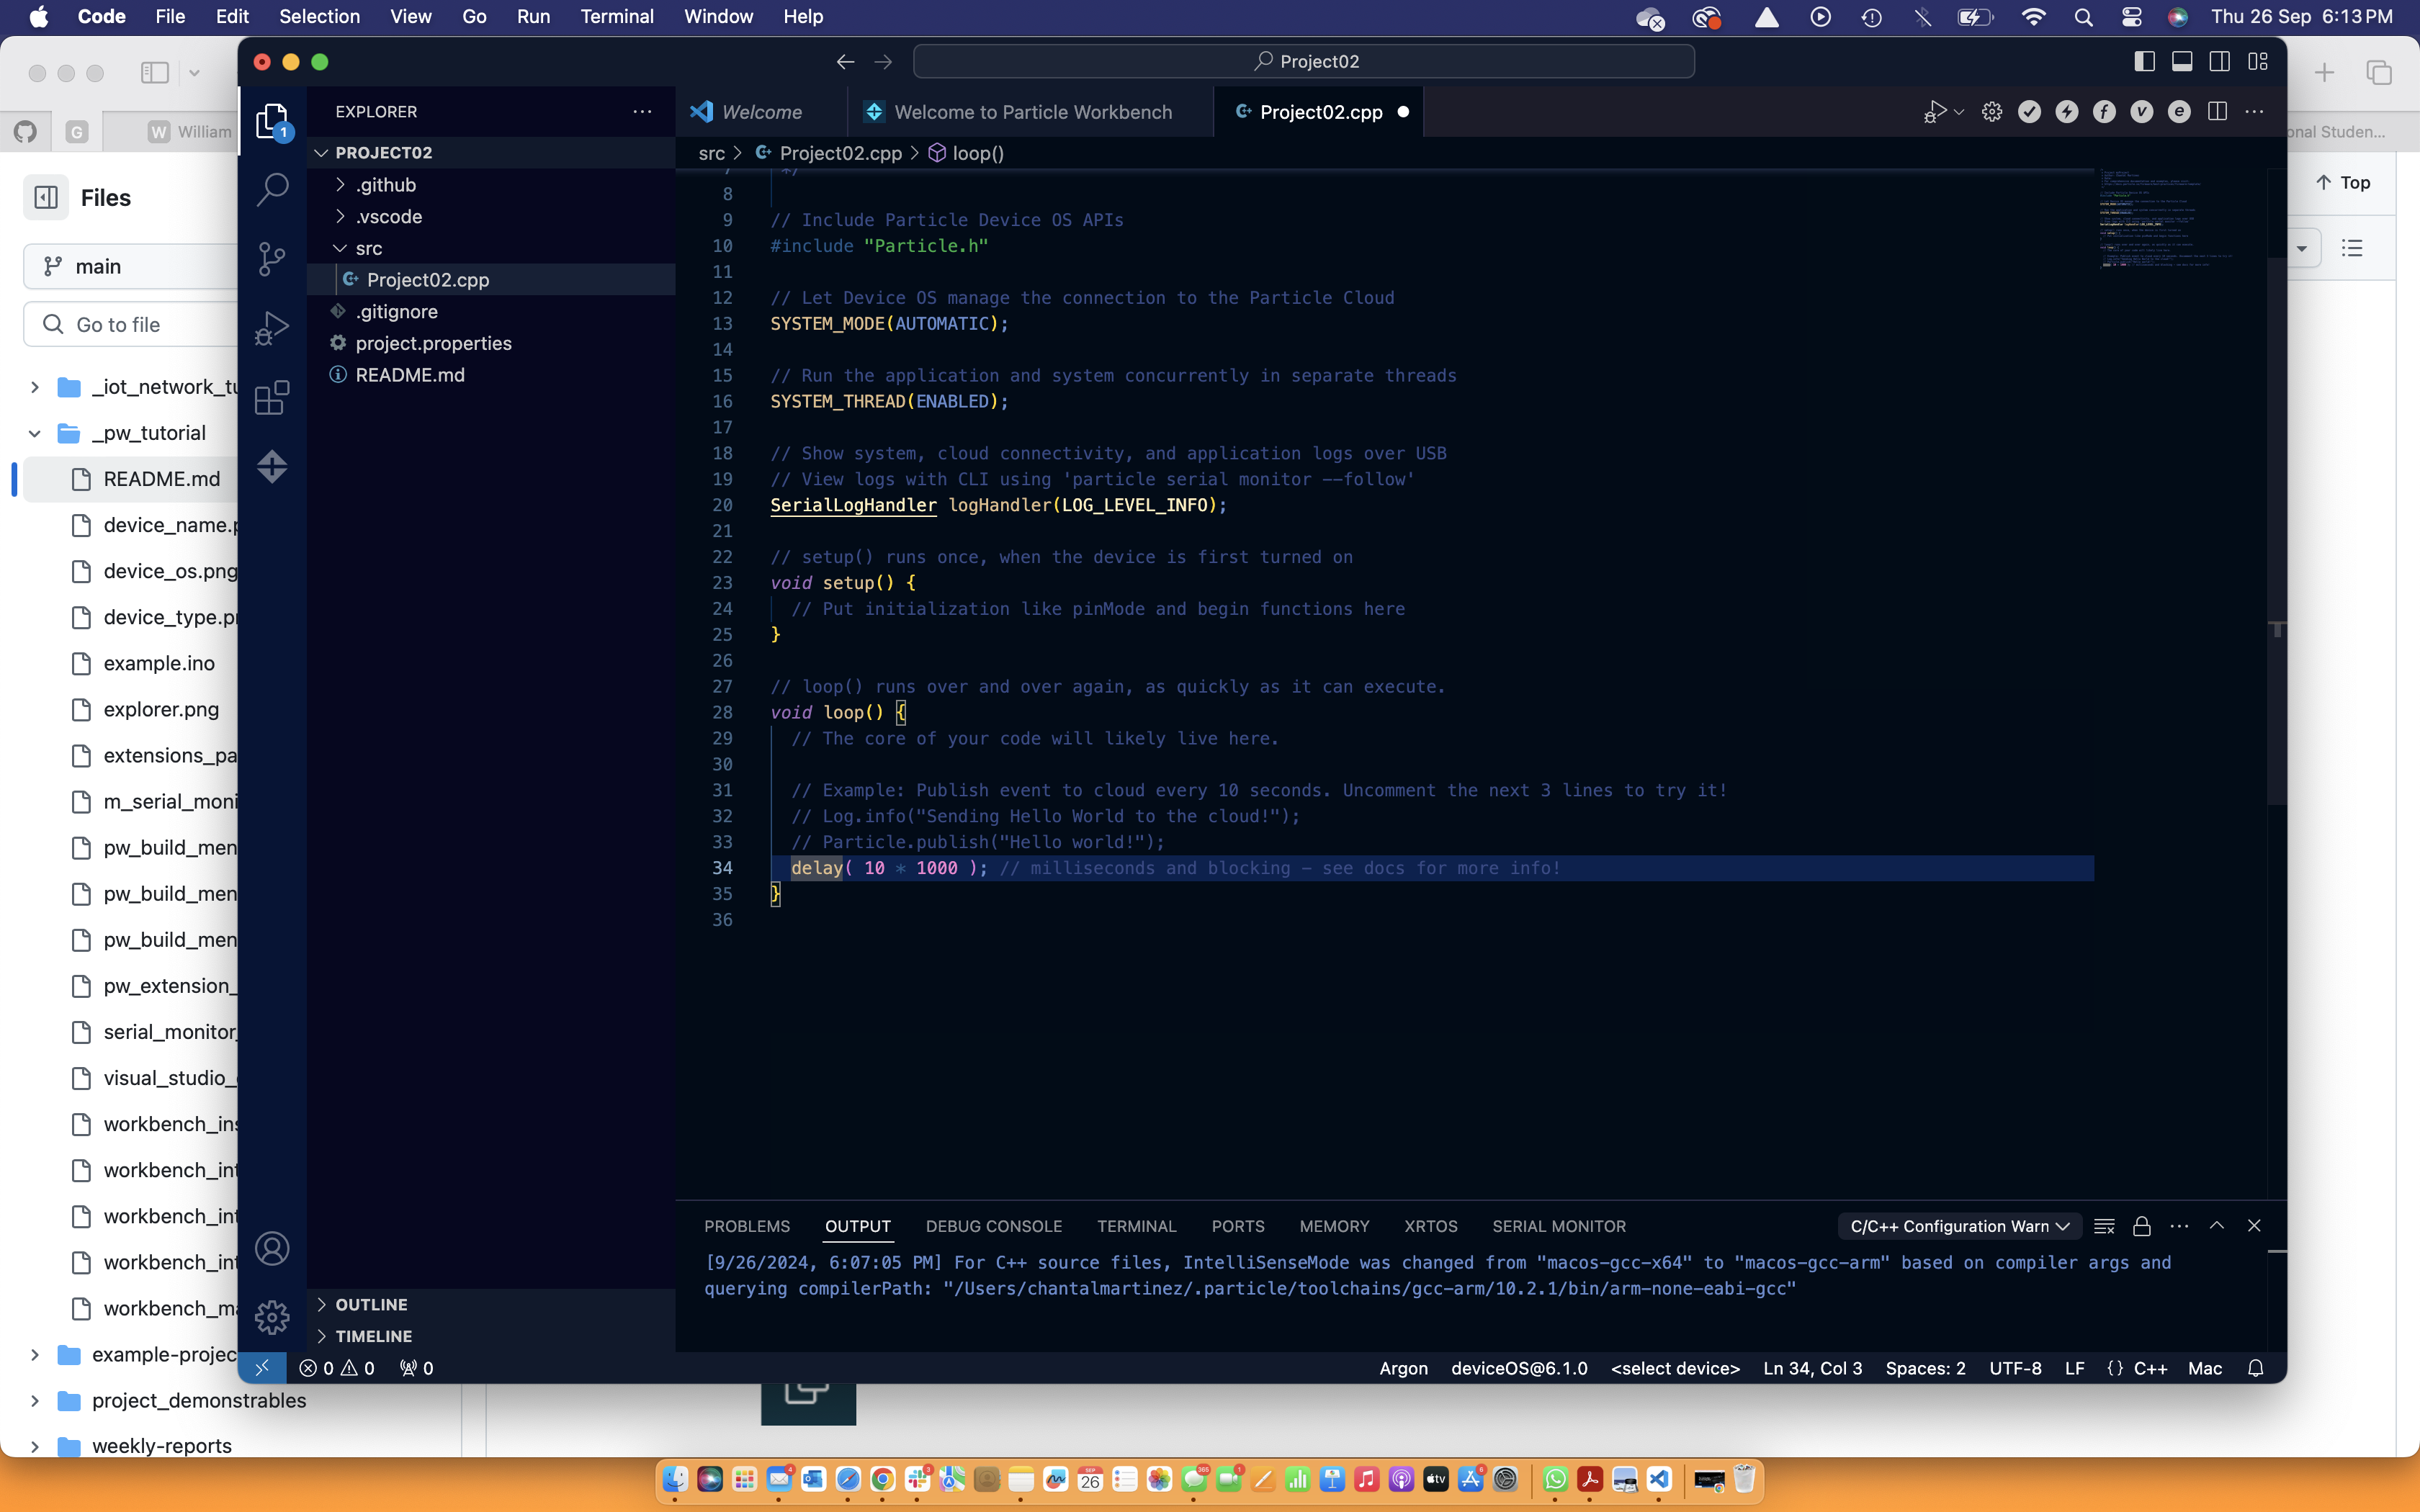 Code File Edit Selection View Go Run Terminal Window Help Thu 26 Sep 6:13 PM
Project02
G W William onal Studen...
EXPLORER
Welcome Welcome to Particle Workbench Project02.cpp
1
PROJECT02
src > Project02.cpp > loop()
Files
Top
main
Go to file
_iot_network_tu
_pw_tutorial
README.md
device_name.p
device_os.png
device_type.pr
example.ino
explorer.png
extensions_pa
m_serial_moni
pw_build_men
pw_build_men
pw_build_men
pw_extension_
serial_monitor_
visual_studio_
workbench_ins
workbench_int
workbench_int
workbench_int
workbench_ma
example-projec
project_demonstrables
weekly-reports
.github
.vscode
src
Project02.cpp
.gitignore
project.properties
README.md
OUTLINE
TIMELINE
7 */
8
9 // Include Particle Device OS APIs
10 #include "Particle.h"
11
12 // Let Device OS manage the connection to the Particle Cloud
13 SYSTEM_MODE(AUTOMATIC);
14
15 // Run the application and system concurrently in separate threads
16 SYSTEM_THREAD(ENABLED);
17
18 // Show system, cloud connectivity, and application logs over USB
19 // View logs with CLI using 'particle serial monitor --follow'
20 SerialLogHandler logHandler(LOG_LEVEL_INFO);
21
22 // setup() runs once, when the device is first turned on
23 void setup() {
24 // Put initialization like pinMode and begin functions here
25 }
26
27 // loop() runs over and over again, as quickly as it can execute.
28 void loop() {
29 // The core of your code will likely live here.
30
31 // Example: Publish event to cloud every 10 seconds. Uncomment the next 3 lines to try it!
32 // Log.info("Sending Hello World to the cloud!");
33 // Particle.publish("Hello world!");
34 delay( 10 * 1000 ); // milliseconds and blocking - see docs for more info!
35 }
36
PROBLEMS OUTPUT DEBUG CONSOLE TERMINAL PORTS MEMORY XRTOS SERIAL MONITOR C/C++ Configuration Warn
[9/26/2024, 6:07:05 PM] For C++ source files, IntelliSenseMode was changed from "macos-gcc-x64" to "macos-gcc-arm" based on compiler args and
querying compilerPath: "/Users/chantalmartinez/.particle/toolchains/gcc-arm/10.2.1/bin/arm-none-eabi-gcc"
0 0 0 Argon deviceOS@6.1.0 <select device> Ln 34, Col 3 Spaces: 2 UTF-8 LF {} C++ Mac